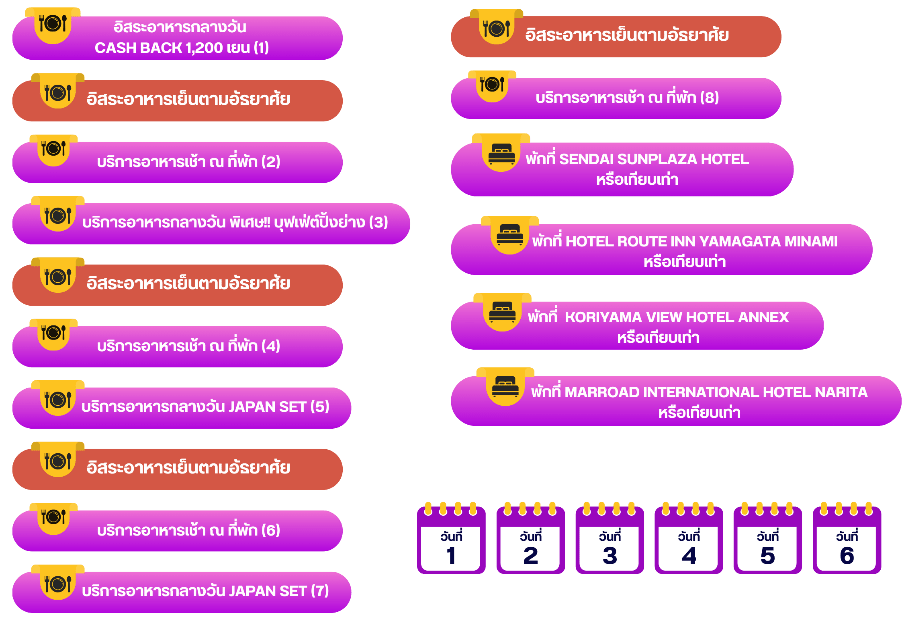 อิสระอาหารกลางวัน
CASH BACK 1,200 เยน (1)
อิสระอาหารเย็นตามอัธยาศัย
บริการอาหารเช้า ณ ที่พัก (2)
บริการอาหารกลางวัน พิเศษ!! บุฟเฟ่ต์ปิ้งย่าง (3)
อิสระอาหารเย็นตามอัธยาศัย
บริการอาหารเช้า ณ ที่พัก (4)
บริการอาหารกลางวัน JAPAN SET (5)
อิสระอาหารเย็นตามอัธยาศัย
บริการอาหารเช้า ณ ที่พัก (6)
บริการอาหารกลางวัน JAPAN SET (7)
อิสระอาหารเย็นตามอัธยาศัย
บริการอาหารเช้า ณ ที่พัก (8)
พักที่ SENDAI SUNPLAZA HOTEL
หรือเทียบเท่า
พักที่ HOTEL ROUTE INN YAMAGATA MINAMI
หรือเทียบเท่า
พักที่ KORIYAMA VIEW HOTEL ANNEX
หรือเทียบเท่า
พักที่ MARROAD INTERNATIONAL HOTEL NARITA
หรือเทียบเท่า
วันที่
1
วันที่
2
วันที่
3
วันที่
4
วันที่
5
วันที่
6